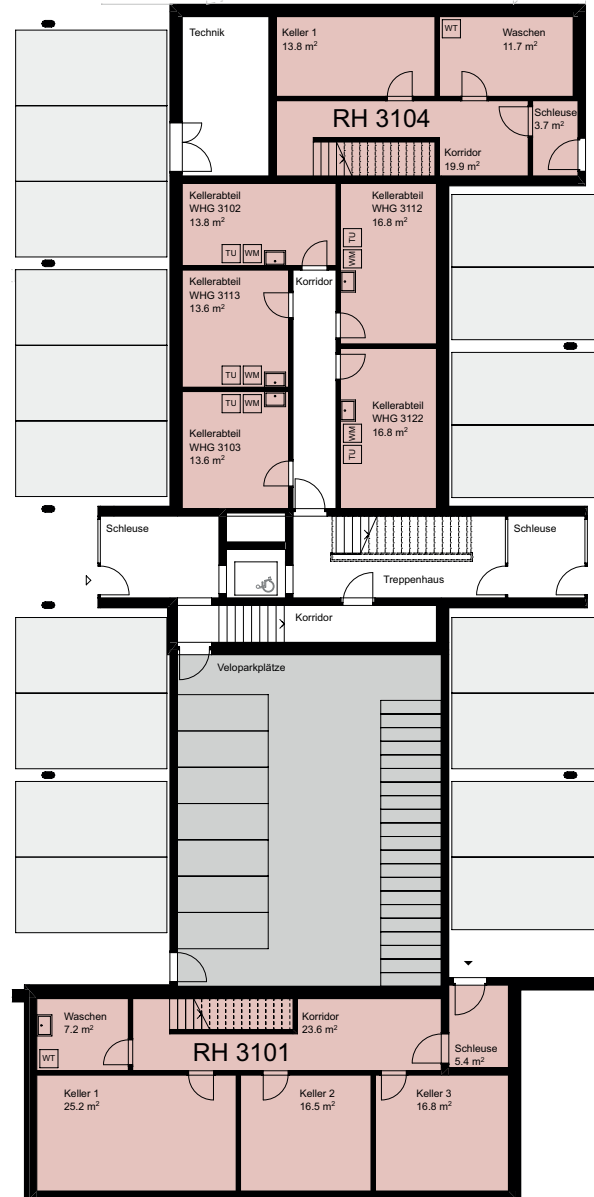 Technik
Keller 1
13.8 m²
WT
Waschen
11.7 m²
RH 3104
Schleuse
3.7 m²
Korridor
19.9 m²
Kellerabteil
WHG 3102
13.8 m²
TU WM
Kellerabteil
WHG 3112
16.8 m²
TU
WM
Kellerabteil
WHG 3113
13.6 m²
TU WM
Korridor
TU WM
Kellerabteil
WHG 3103
13.6 m²
Kellerabteil
WHG 3122
16.8 m²
WM
TU
Schleuse
Schleuse
Treppenhaus
Korridor
Veloparkplätze
Waschen
7.2 m²
WT
Korridor
23.6 m²
RH 3101
Schleuse
5.4 m²
Keller 1
25.2 m²
Keller 2
16.5 m²
Keller 3
16.8 m²